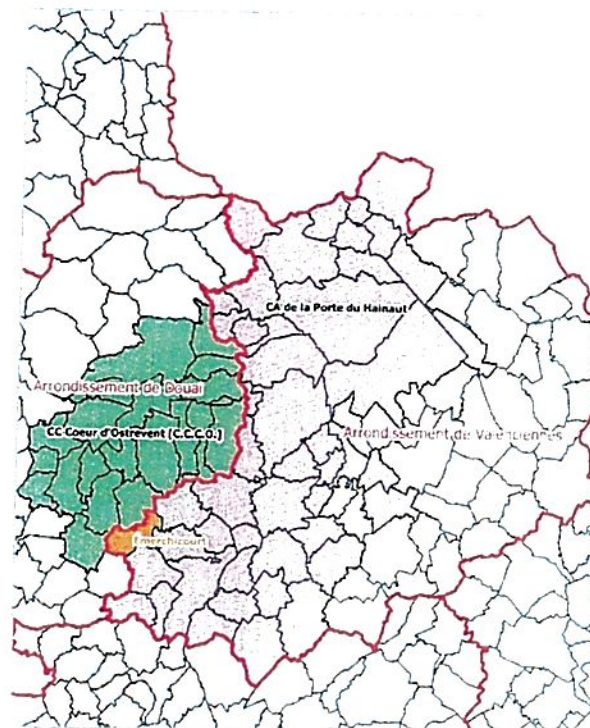 CA de la Porte du Hainaut
Arrondissement de Douai
CC Coeur d'Ostrevent [C.C.C.O.]
Arrondissement de Valenciennes
Emerchicourt